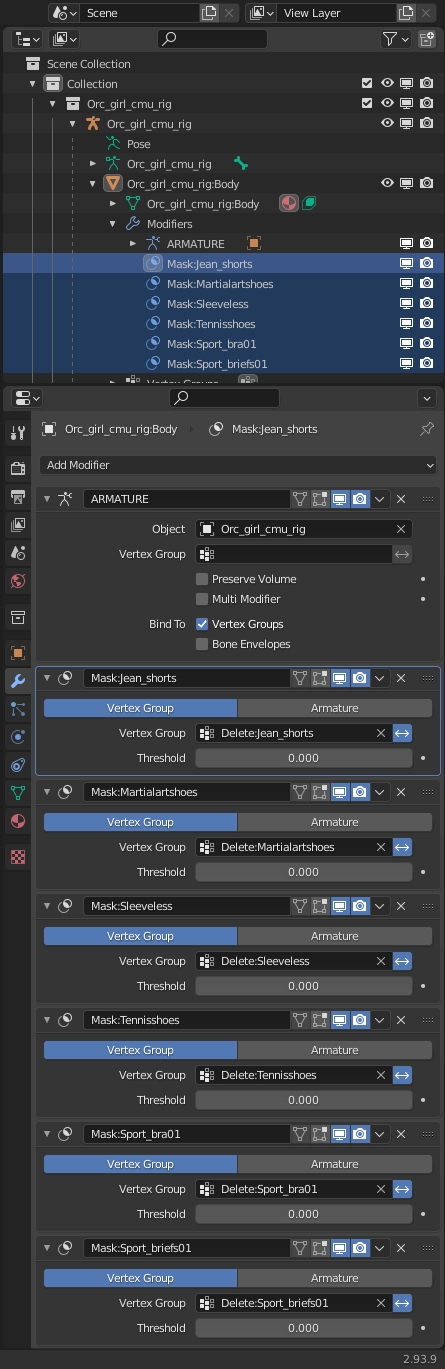 Scene View Layer
Scene Collection
Collection
Orc_girl_cmu_rig
Orc_girl_cmu_rig
Pose
Orc_girl_cmu_rig
Orc_girl_cmu_rig:Body
Orc_girl_cmu_rig:Body
Modifiers
ARMATURE
Mask:Jean_shorts
Mask:Martialartshoes
Mask:Sleeveless
Mask:Tennisshoes
Mask:Sport_bra01
Mask:Sport_briefs01
Vertex Groups
Orc_girl_cmu_rig:Body Mask:Jean_shorts
Add Modifier
ARMATURE
Object Orc_girl_cmu_rig
Vertex Group
Preserve Volume
Multi Modifier
Bind To Vertex Groups
Bone Envelopes
Mask:Jean_shorts
Vertex Group Armature
Vertex Group Delete:Jean_shorts
Threshold 0.000
Mask:Martialartshoes
Vertex Group Armature
Vertex Group Delete:Martialartshoes
Threshold 0.000
Mask:Sleeveless
Vertex Group Armature
Vertex Group Delete:Sleeveless
Threshold 0.000
Mask:Tennisshoes
Vertex Group Armature
Vertex Group Delete:Tennisshoes
Threshold 0.000
Mask:Sport_bra01
Vertex Group Armature
Vertex Group Delete:Sport_bra01
Threshold 0.000
Mask:Sport_briefs01
Vertex Group Armature
Vertex Group Delete:Sport_briefs01
Threshold 0.000
2.93.9